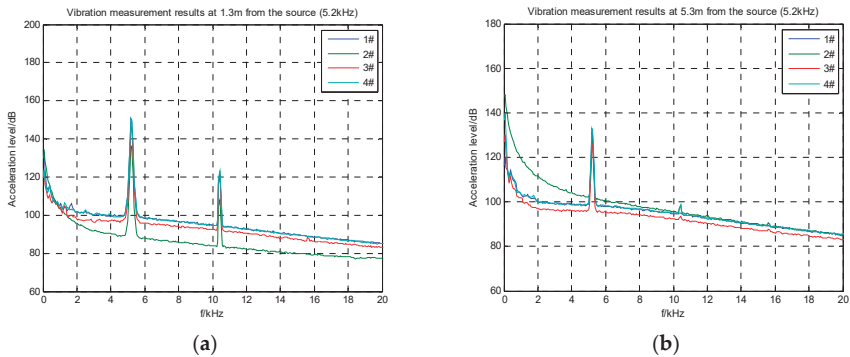 Vibration measurement results at 1.3m from the source (5.2kHz)
200
180
160
140
120
100
80
60
0 2 4 6 8 10 12 14 16 18 20
Acceleration level/dB
f/kHz
1#
2#
3#
4#
(a)
Vibration measurement results at 5.3m from the source (5.2kHz)
180
160
140
120
100
80
60
0 2 4 6 8 10 12 14 16 18 20
Acceleration level/dB
f/kHz
1#
2#
3#
4#
(b)